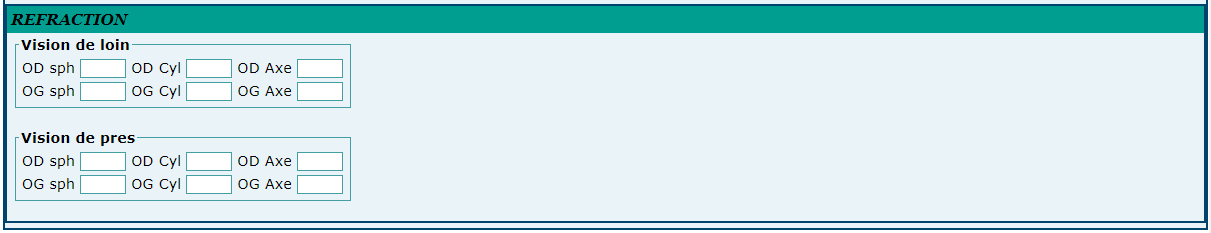 REFRACTION
Vision de loin
OD sph OD Cyl OD Axe
OG sph OG Cyl OG Axe
Vision de pres
OD sph OD Cyl OD Axe
OG sph OG Cyl OG Axe